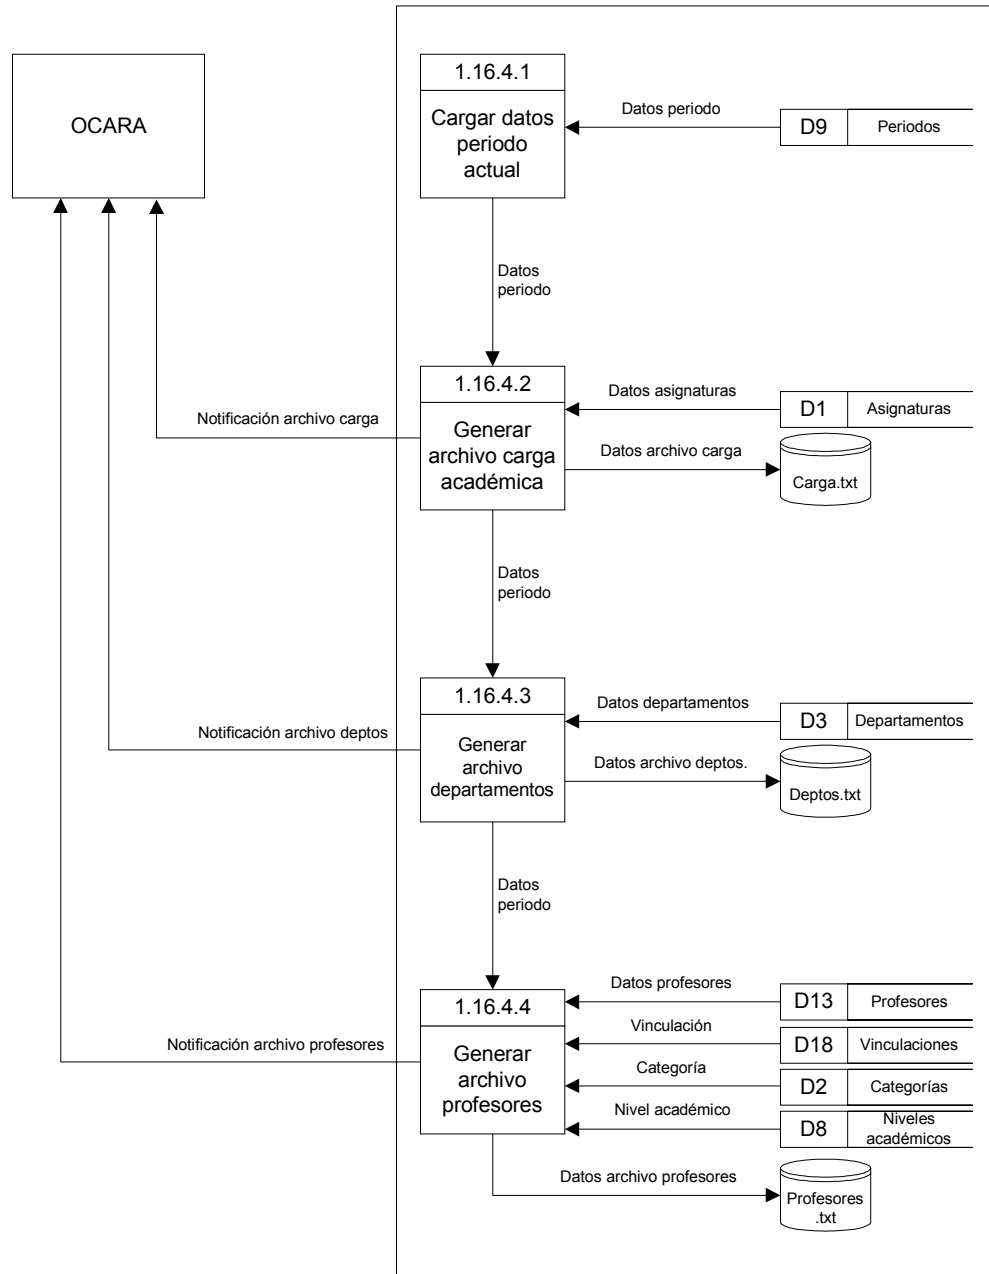 OCARA
1.16.4.1
Cargar datos
periodo
actual
Datos periodo
D9
Periodos
Datos
periodo
1.16.4.2
Generar
archivo carga
académica
Notificación archivo carga
Datos asignaturas
D1
Asignaturas
Datos archivo carga
Carga.txt
Datos
periodo
1.16.4.3
Generar
archivo
departamentos
Notificación archivo deptos
Datos departamentos
D3
Departamentos
Datos archivo deptos.
Deptos.txt
Datos
periodo
1.16.4.4
Generar
archivo
profesores
Notificación archivo profesores
Datos profesores
D13
Profesores
Vinculación
D18
Vinculaciones
Categoría
D2
Categorías
Nivel académico
D8
Niveles
académicos
Datos archivo profesores
Profesores
.txt